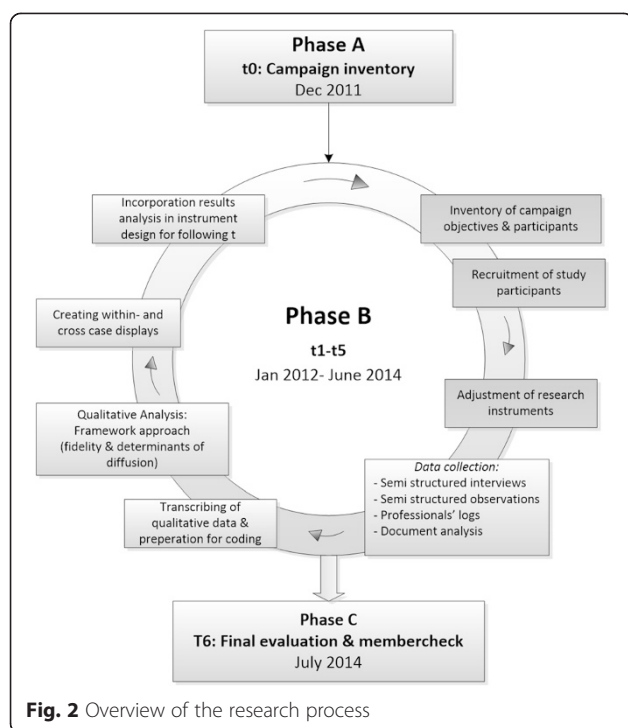 Phase A
t0: Campaign inventory
Dec 2011
Incorporation results
analysis in instrument
design for following t
Inventory of campaign
objectives & participants
Recruitment of study
participants
Creating within- and
cross case displays
Phase B
t1-t5
Jan 2012- June 2014
Adjustment of research
instruments
Qualitative Analysis:
Framework approach
(fidelity & determinants of
diffusion)
Data collection:
- Semi structured interviews
- Semi structured observations
- Professionals' logs
- Document analysis
Transcribing of
qualitative data &
preperation for coding
Phase C
T6: Final evaluation & membercheck
July 2014
Fig. 2 Overview of the research process